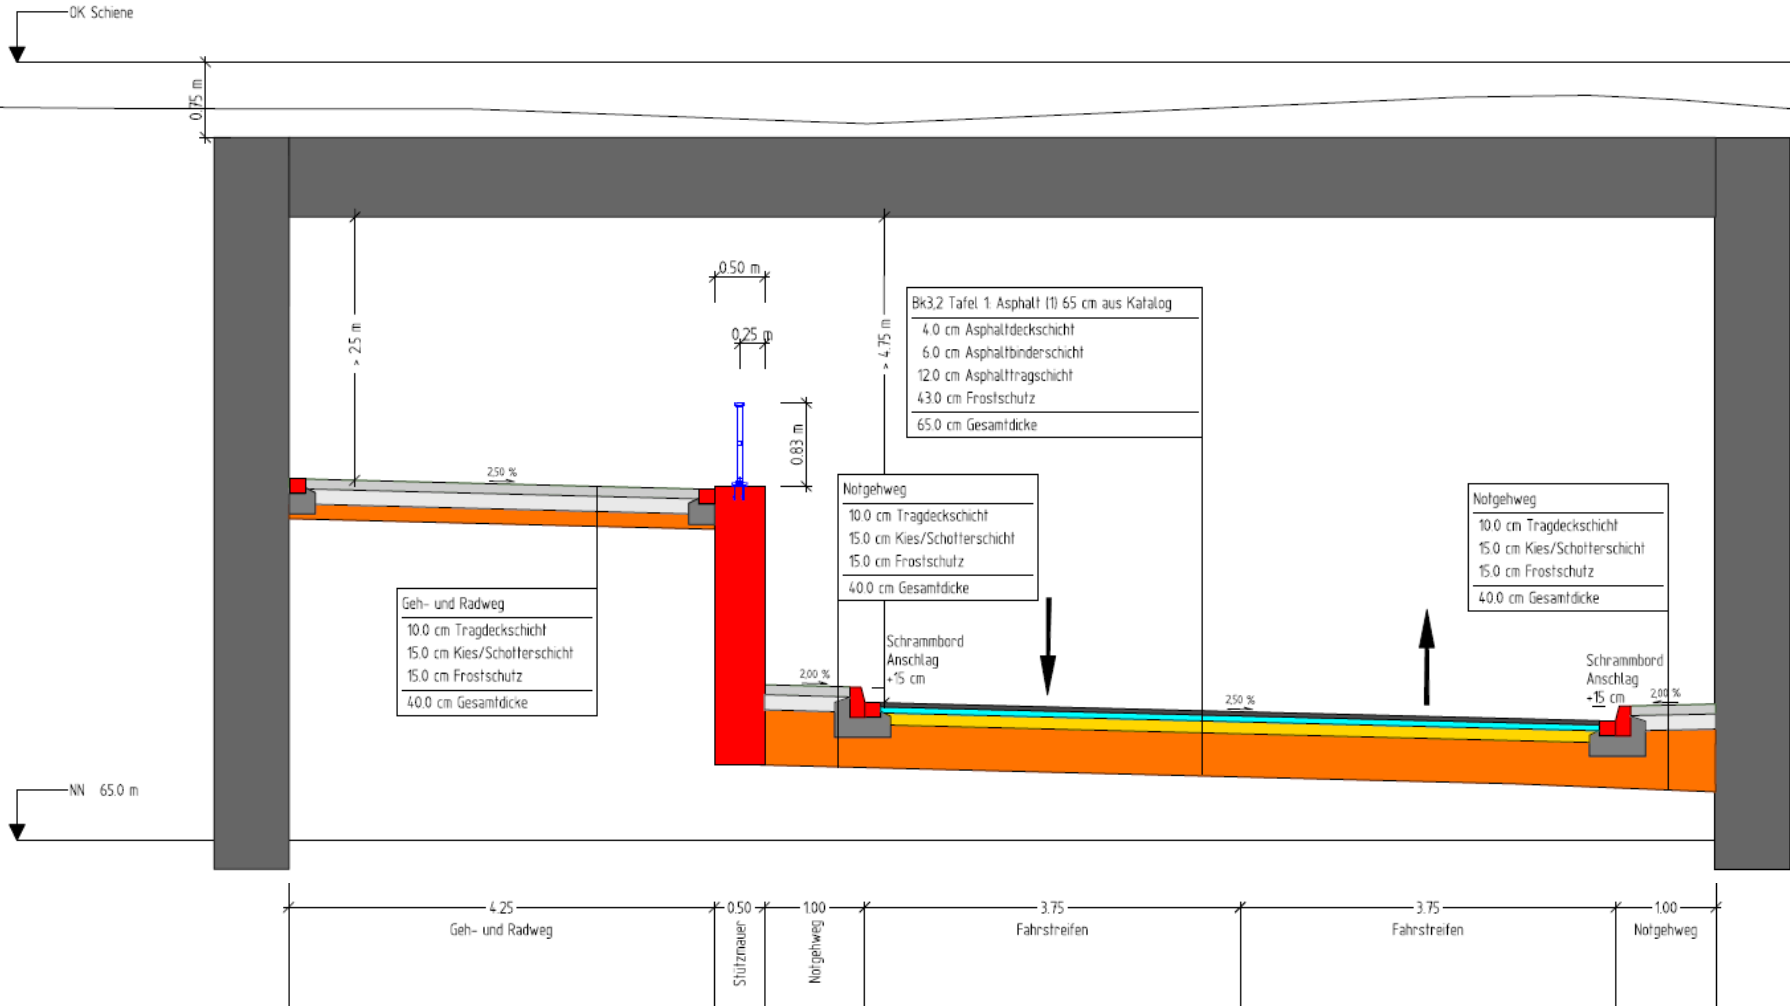 OK Schiene
0.75 m
0.50 m
0.25 m
> 2.5 m
> 4.75 m
0.83 m
Bk3,2 Tafel 1: Asphalt (1) 65 cm aus Katalog
4.0 cm Asphaltdeckschicht
6.0 cm Asphaltbinderschicht
12.0 cm Asphalttragschicht
43.0 cm Frostschutz
65.0 cm Gesamtdicke
2.50 %
Notgehweg
10.0 cm Tragdeckschicht
15.0 cm Kies/Schotterschicht
15.0 cm Frostschutz
40.0 cm Gesamtdicke
Notgehweg
10.0 cm Tragdeckschicht
15.0 cm Kies/Schotterschicht
15.0 cm Frostschutz
40.0 cm Gesamtdicke
Geh- und Radweg
10.0 cm Tragdeckschicht
15.0 cm Kies/Schotterschicht
15.0 cm Frostschutz
40.0 cm Gesamtdicke
Schrammbord
Anschlag
+15 cm
2.00 %
2.50 %
Schrammbord
Anschlag
+15 cm
2.00 %
NN 65.0 m
4.25 0.50 1.00 3.75 3.75 1.00
Geh- und Radweg
Stützmauer
Notgehweg
Fahrstreifen
Fahrstreifen
Notgehweg